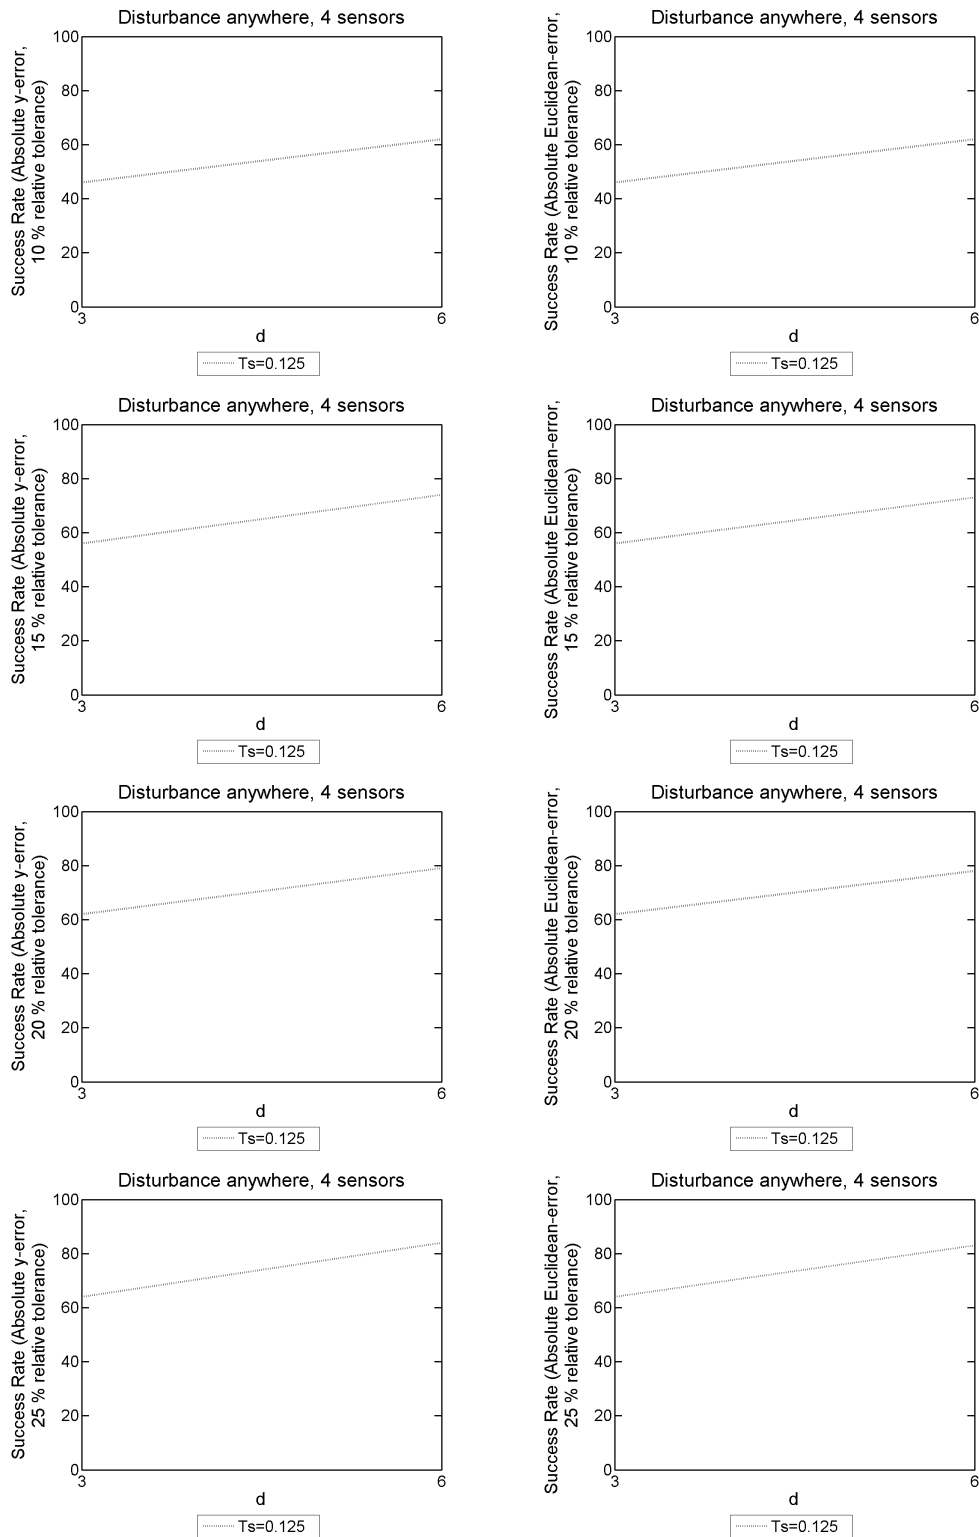 Disturbance anywhere, 4 sensors
Success Rate (Absolute y-error,
10 % relative tolerance)
100
80
60
40
20
0
3
6
d
Ts=0.125
Disturbance anywhere, 4 sensors
Success Rate (Absolute Euclidean-error,
10 % relative tolerance)
100
80
60
40
20
0
3
6
d
Ts=0.125
Disturbance anywhere, 4 sensors
Success Rate (Absolute y-error,
15 % relative tolerance)
100
80
60
40
20
0
3
6
d
Ts=0.125
Disturbance anywhere, 4 sensors
Success Rate (Absolute Euclidean-error,
15 % relative tolerance)
100
80
60
40
20
0
3
6
d
Ts=0.125
Disturbance anywhere, 4 sensors
Success Rate (Absolute y-error,
20 % relative tolerance)
100
80
60
40
20
0
3
6
d
Ts=0.125
Disturbance anywhere, 4 sensors
Success Rate (Absolute Euclidean-error,
20 % relative tolerance)
100
80
60
40
20
0
3
6
d
Ts=0.125
Disturbance anywhere, 4 sensors
Success Rate (Absolute y-error,
25 % relative tolerance)
100
80
60
40
20
0
3
6
d
Ts=0.125
Disturbance anywhere, 4 sensors
Success Rate (Absolute Euclidean-error,
25 % relative tolerance)
100
80
60
40
20
0
3
6
d
Ts=0.125